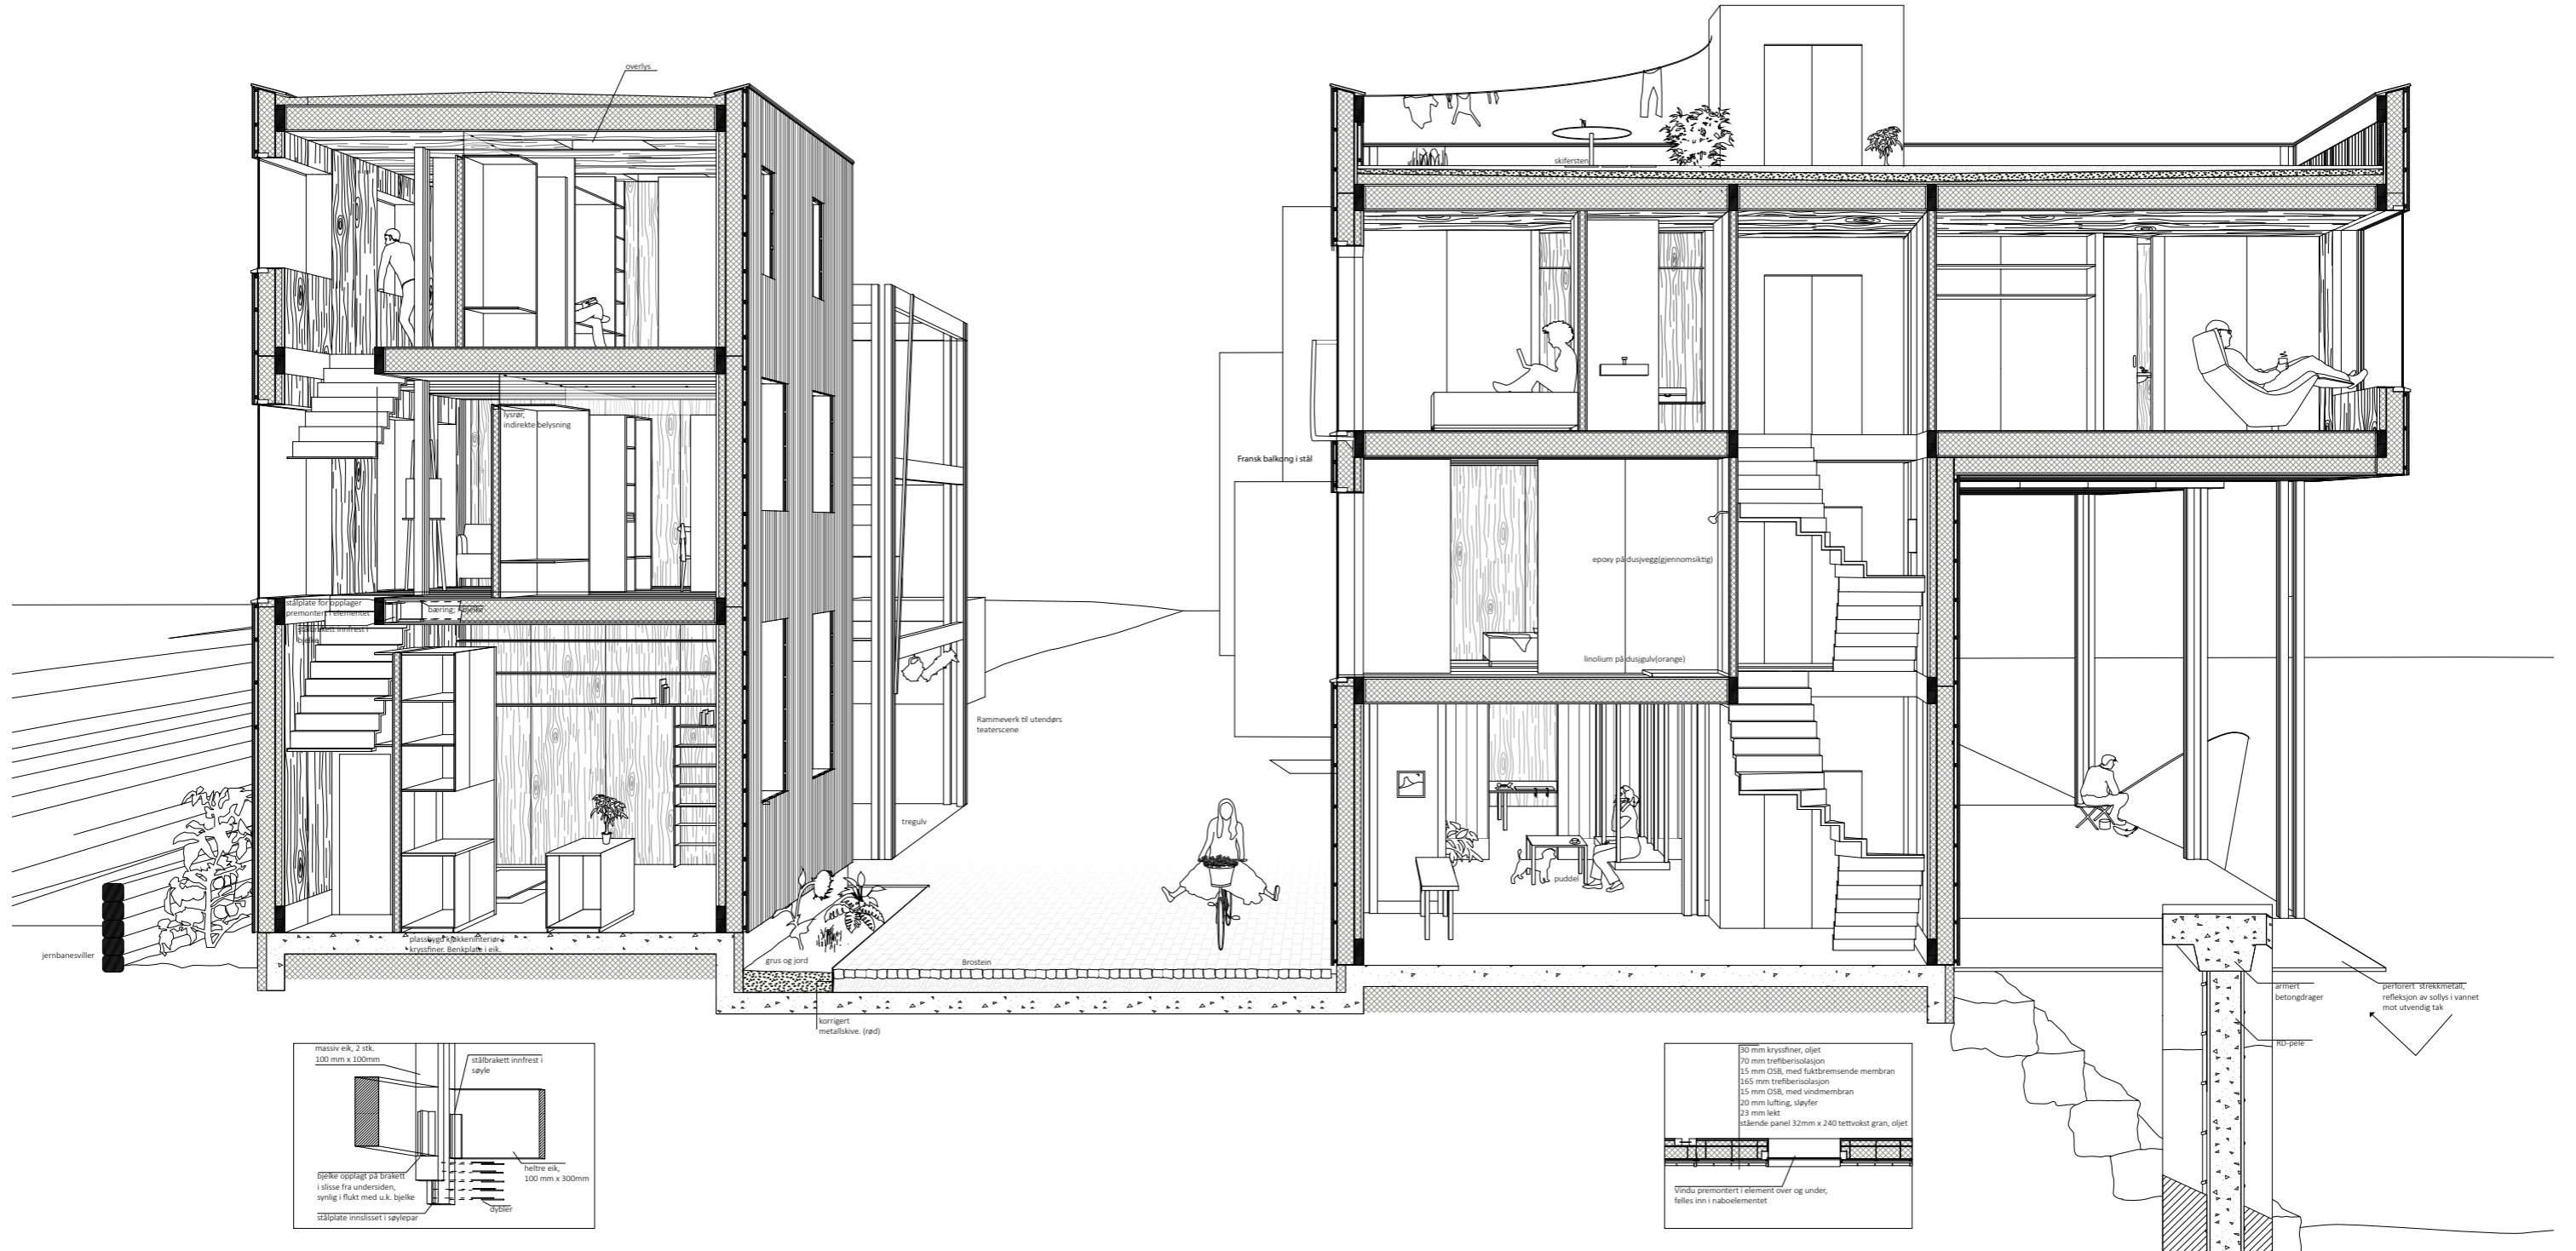 overlys
skifersten
lysrør,
indirekte belysning
Fransk balkong i stål
epoxy på dusjvegg(gjennomsiktig)
stålplate for opplager
premontert i elementet
stålbrakett innfrest i
bjelke
bæring,
linolium på dusjgulv(orange)
Rammeverk til utendørs
teaterscene
tregulv
puddel
plassbygd kjøkkeninteriør i
kryssfiner. Benkplate i eik.
jernbanesviller
grus og jord
Brostein
korrigert
metallskive. (rød)
armert
betongdrager
perforert strekkmetall,
refleksjon av sollys i vannet
mot utvendig tak
RD-pele
massiv eik, 2 stk.
100 mm x 100mm
stålbrakett innfrest i
søyle
bjelke opplagt på brakett
i slisse fra undersiden,
synlig i flukt med u.k. bjelke
heltre eik,
100 mm x 300mm
stålplate innslisset i søylepar
dybler
30 mm kryssfiner, oljet
70 mm trefiberisolasjon
15 mm OSB, med fuktbremsende membran
165 mm trefiberisolasjon
15 mm OSB, med vindmembran
20 mm lufting, sløyfer
23 mm lekt
stående panel 32mm x 240 tettvokst gran, oljet
Vindu premontert i element over og under,
felles inn i naboelementet